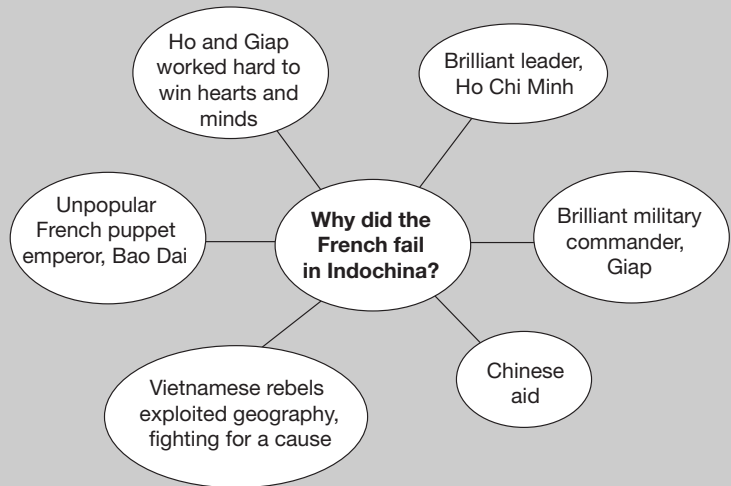 Ho and Giap
worked hard to
win hearts and
minds
Brilliant leader,
Ho Chi Minh
Unpopular
French puppet
emperor, Bao Dai
Why did the
French fail
in Indochina?
Brilliant military
commander,
Giap
Vietnamese rebels
exploited geography,
fighting for a cause
Chinese
aid